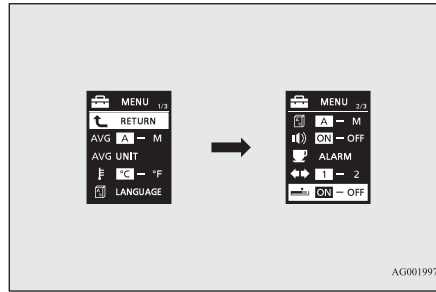 MENU 1/3
RETURN
AVG A – M
AVG UNIT
°C – °F
LANGUAGE
MENU 2/3
A – M
ON – OFF
ALARM
1 – 2
ON – OFF
AG001997